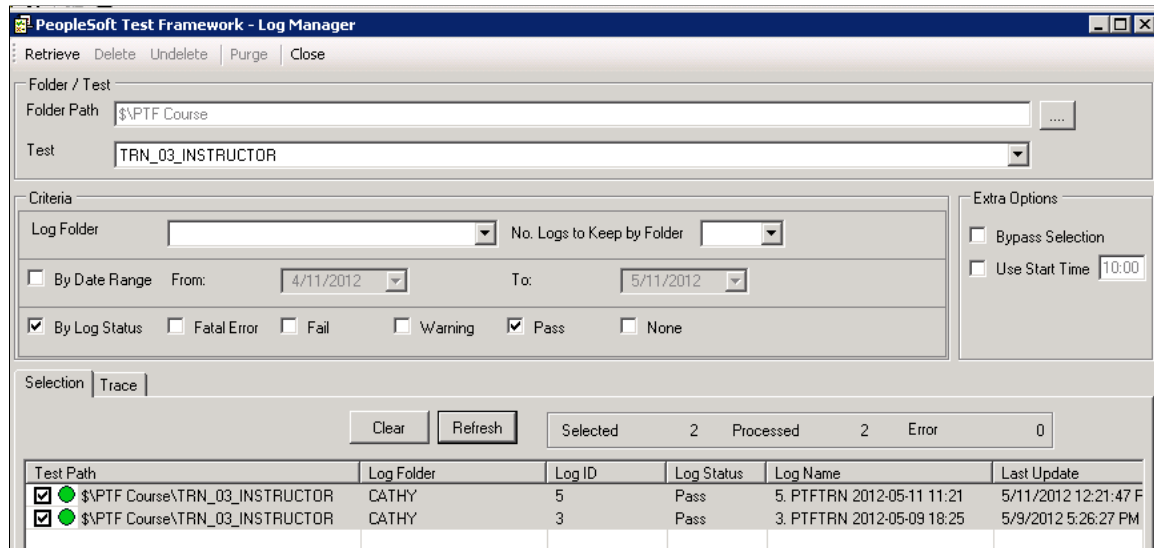 PeopleSoft Test Framework - Log Manager
Retrieve Delete Undelete Purge Close
Folder / Test
Folder Path $\PTF Course ....
Test TRN_03_INSTRUCTOR
Criteria
Extra Options
Log Folder No. Logs to Keep by Folder
Bypass Selection
By Date Range From: 4/11/2012 To: 5/11/2012
Use Start Time 10:00
By Log Status Fatal Error Fail Warning Pass None
Selection Trace
Clear Refresh Selected 2 Processed 2 Error 0
Test Path Log Folder Log ID Log Status Log Name Last Update
$\PTF Course\TRN_03_INSTRUCTOR CATHY 5 Pass 5. PTFTRN 2012-05-11 11:21 5/11/2012 12:21:47 F
$\PTF Course\TRN_03_INSTRUCTOR CATHY 3 Pass 3. PTFTRN 2012-05-09 18:25 5/9/2012 5:26:27 PM